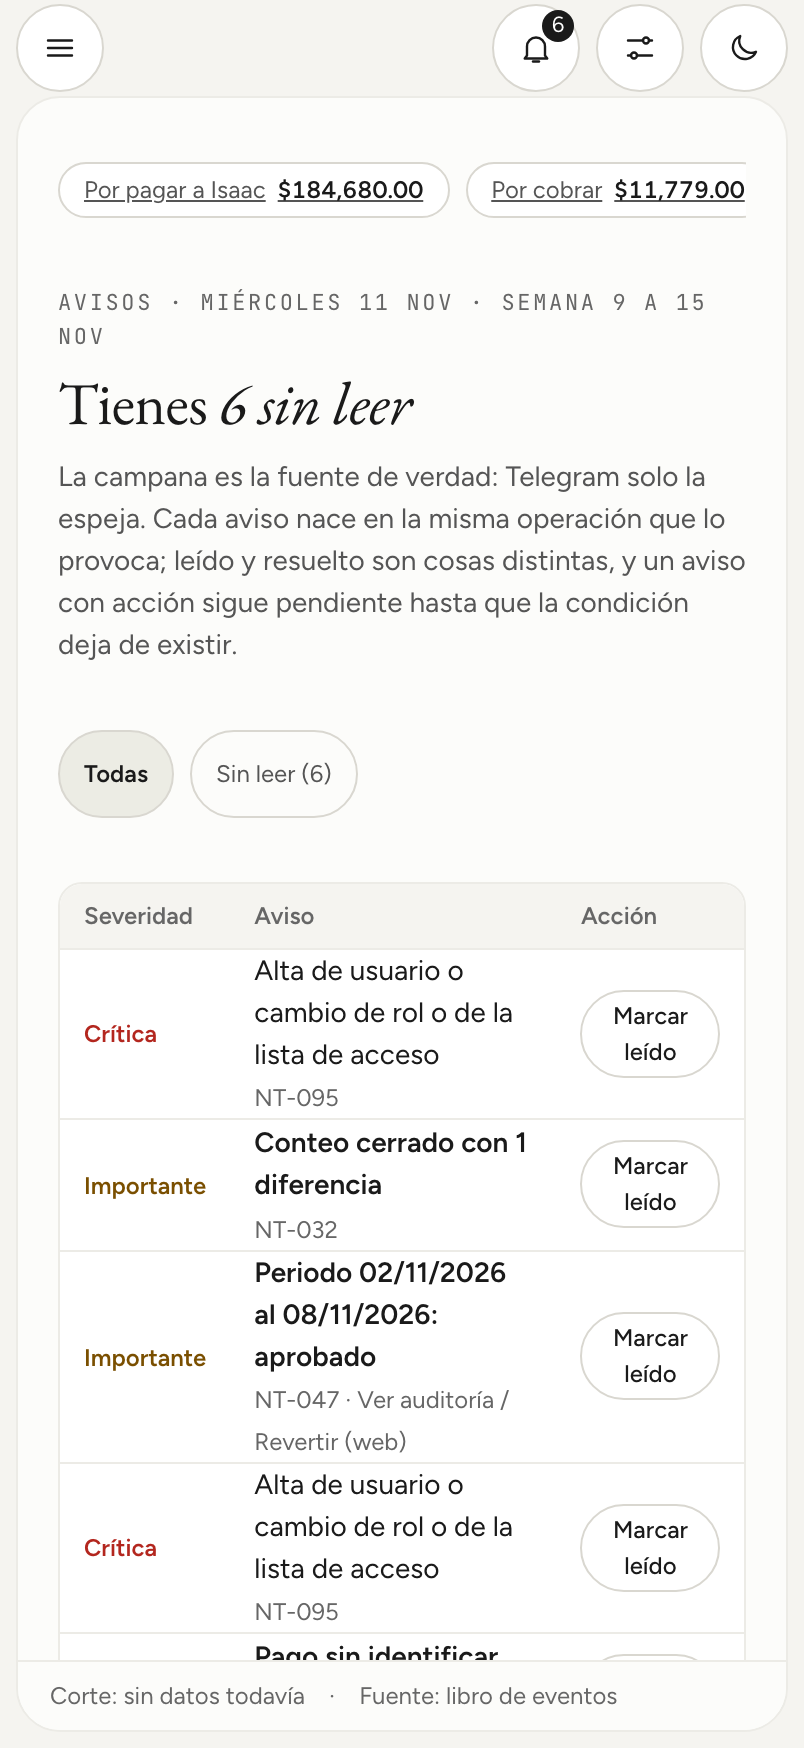 6
Por pagar a Isaac $184,680.00 Por cobrar $11,779.00
AVISOS · MIÉRCOLES 11 NOV · SEMANA 9 A 15
NOV
Tienes 6 sin leer
La campana es la fuente de verdad: Telegram solo la
espeja. Cada aviso nace en la misma operación que lo
provoca; leído y resuelto son cosas distintas, y un aviso
con acción sigue pendiente hasta que la condición
deja de existir.
Todas Sin leer (6)
Severidad Aviso Acción
Crítica
Alta de usuario o
cambio de rol o de la
lista de acceso
NT-095
Marcar
leído
Importante
Conteo cerrado con 1
diferencia
NT-032
Marcar
leído
Importante
Periodo 02/11/2026
al 08/11/2026:
aprobado
NT-047 · Ver auditoría /
Revertir (web)
Marcar
leído
Crítica
Alta de usuario o
cambio de rol o de la
lista de acceso
NT-095
Marcar
leído
Pago sin identificar
Corte: sin datos todavía · Fuente: libro de eventos